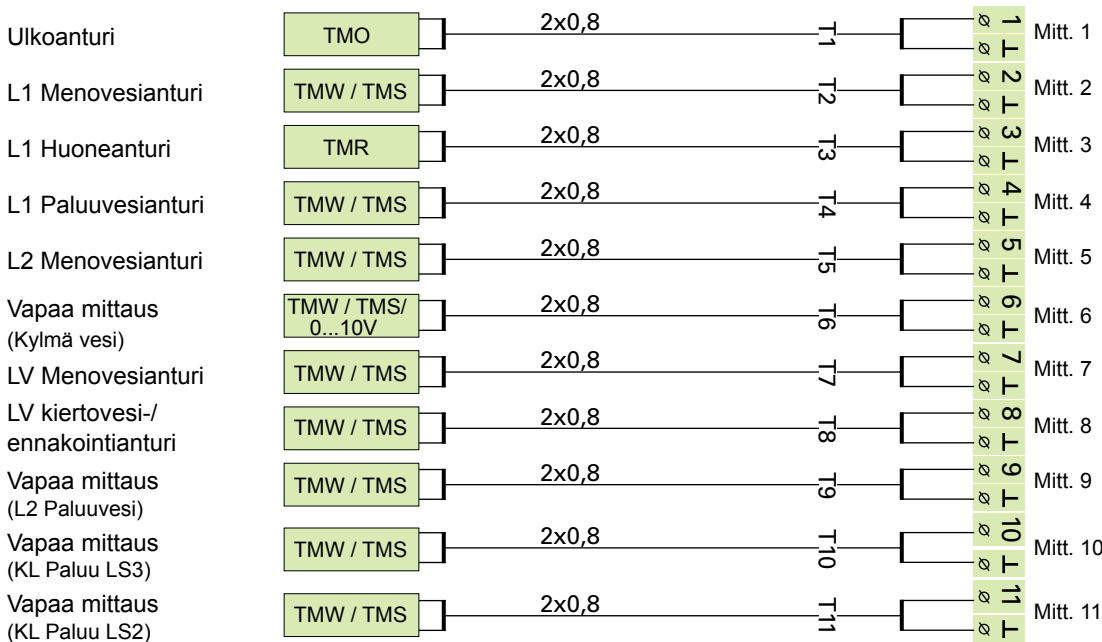 Ulkoanturi TMO 2x0,8 T1 1 ⊥ Mitt. 1
L1 Menovesianturi TMW / TMS 2x0,8 T2 2 ⊥ Mitt. 2
L1 Huoneanturi TMR 2x0,8 T3 3 ⊥ Mitt. 3
L1 Paluuvesianturi TMW / TMS 2x0,8 T4 4 ⊥ Mitt. 4
L2 Menovesianturi TMW / TMS 2x0,8 T5 5 ⊥ Mitt. 5
Vapaa mittaus
(Kylmä vesi)
TMW / TMS/
0...10V
2x0,8 T6 6 ⊥ Mitt. 6
LV Menovesianturi TMW / TMS 2x0,8 T7 7 ⊥ Mitt. 7
LV kiertovesi-/
ennakointianturi
TMW / TMS 2x0,8 T8 8 ⊥ Mitt. 8
Vapaa mittaus
(L2 Paluuvesi)
TMW / TMS 2x0,8 T9 9 ⊥ Mitt. 9
Vapaa mittaus
(KL Paluu LS3)
TMW / TMS 2x0,8 T10 10 ⊥ Mitt. 10
Vapaa mittaus
(KL Paluu LS2)
TMW / TMS 2x0,8 T11 11 ⊥ Mitt. 11